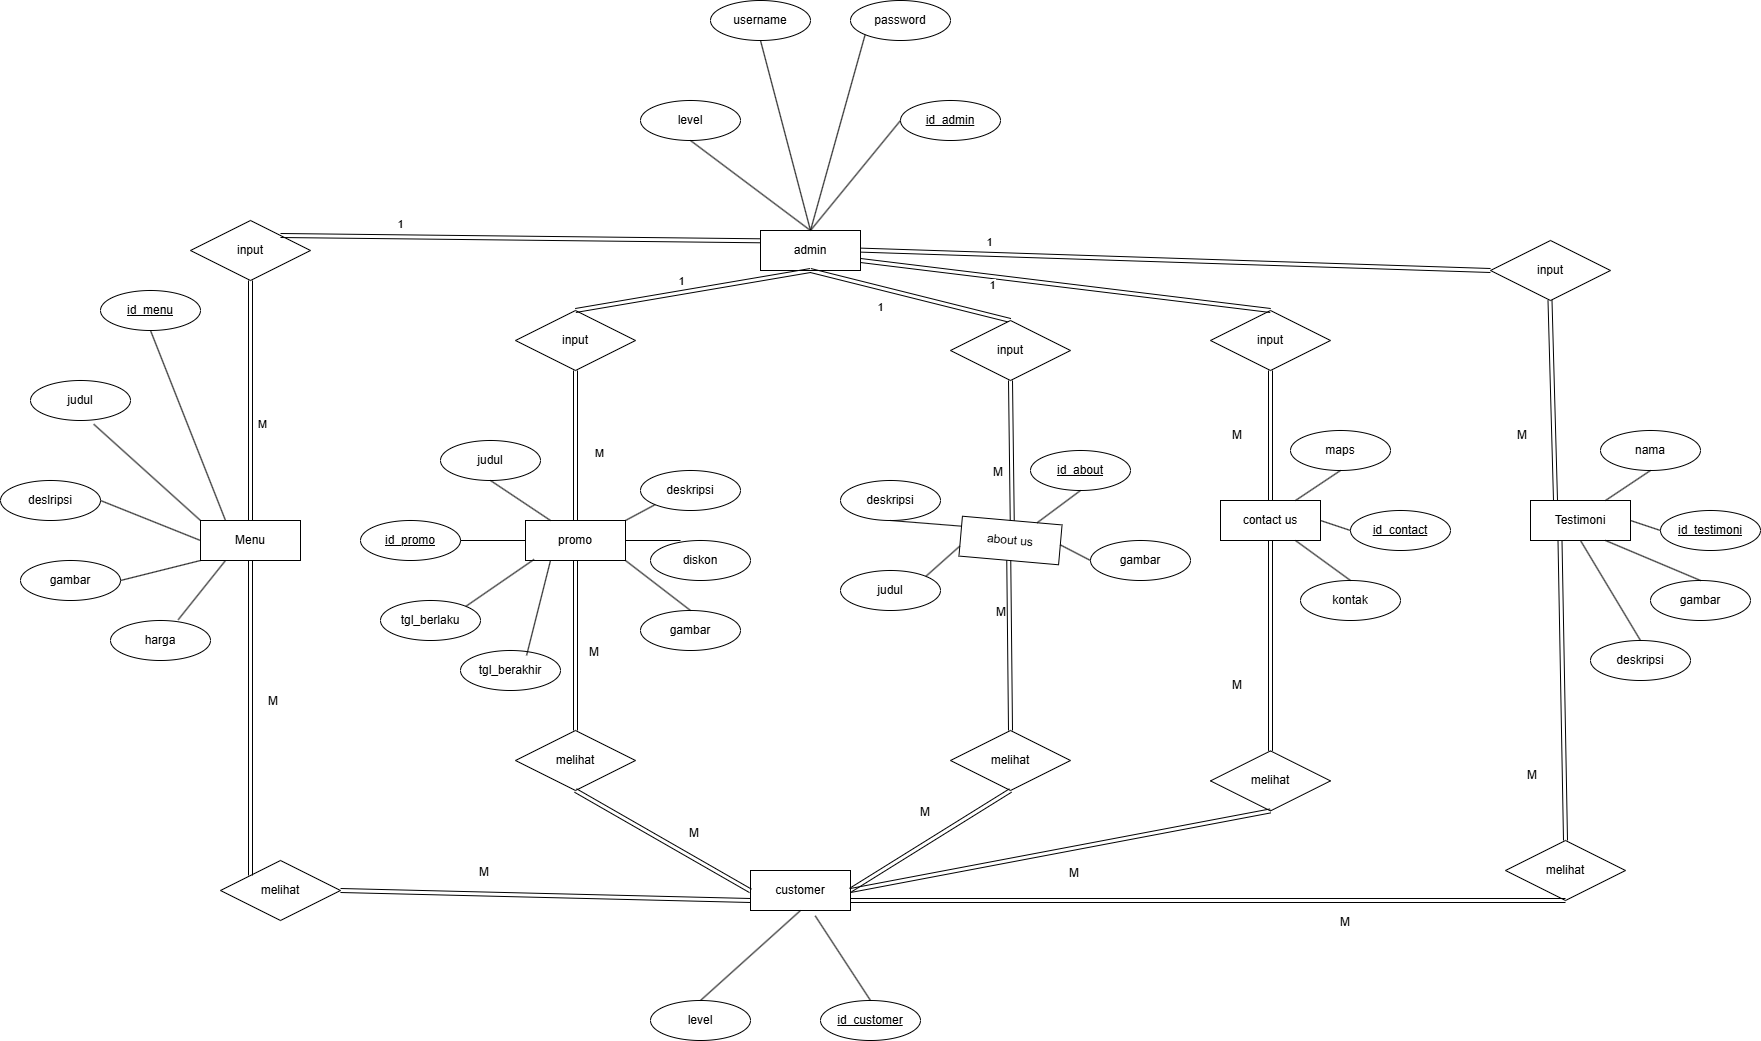 username
password
level
id_admin
1
input
admin
1
input
1
1
1
id_menu
input
input
input
judul
M
M
M
M
M
judul
deskripsi
deskripsi
id_about
maps
nama
deslripsi
Menu
id_promo
promo
diskon
about us
gambar
contact us
id_contact
Testimoni
id_testimoni
gambar
judul
kontak
gambar
harga
tgl_berlaku
gambar
M
tgl_berakhir
M
deskripsi
M
M
melihat
melihat
melihat
M
M
M
melihat
M
customer
M
melihat
M
level
id_customer